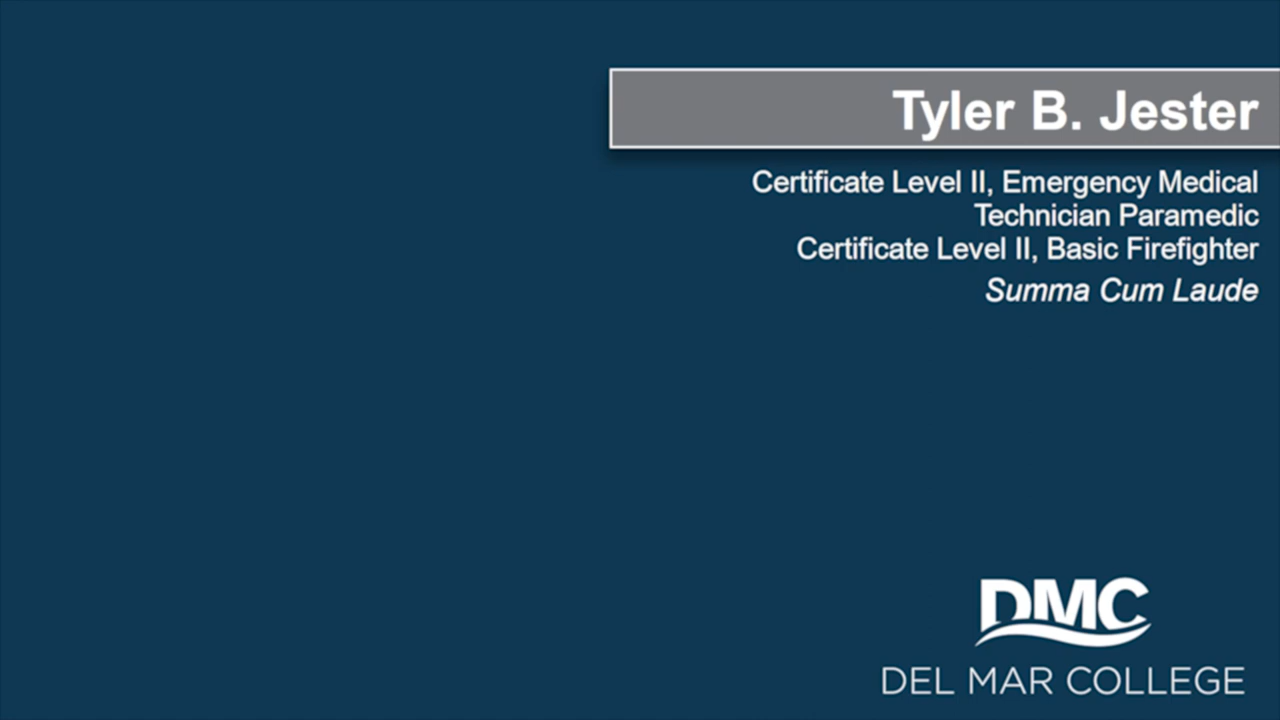 Tyler B. Jester
Certificate Level II, Emergency Medical
Technician Paramedic
Certificate Level II, Basic Firefighter
Summa Cum Laude
DMC
DEL MAR COLLEGE